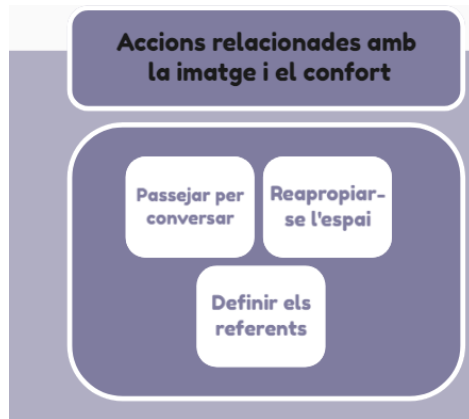 Accions relacionades amb
la imatge i el confort
Passejar per
conversar
Reapropiar-
se l'espai
Definir els
referents